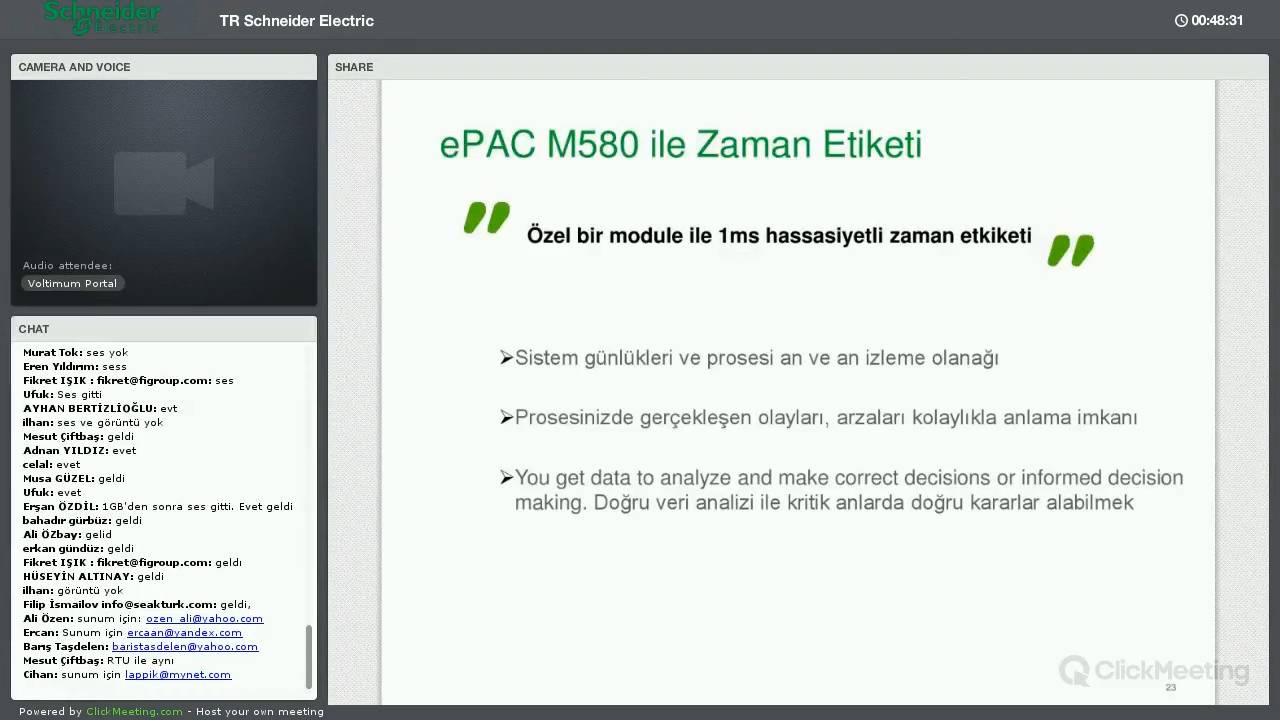 Schneider
Electric
TR Schneider Electric
00:48:31
CAMERA AND VOICE
Audio attendee:
Voltimum Portal
CHAT
Murat Tok: ses yok
Eren Yıldırım: sess
Fikret IŞIK : fikret@figroup.com: ses
Ufuk: Ses gitti
AYHAN BERTİZLİOĞLU: evt
ilhan: ses ve görüntü yok
Mesut Çiftbaş: geldi
Adnan YILDIZ: evet
celal: evet
Musa GÜZEL: geldi
Ufuk: evet
Erşan ÖZDİL: 1GB'den sonra ses gitti. Evet geldi
bahadır gürbüz: geldi
Ali ÖZbay: gelid
erkan gündüz: geldi
Fikret IŞIK : fikret@figroup.com: geldı
HÜSEYİN ALTINAY: geldi
ilhan: görüntü yok
Filip İsmailov info@seakturk.com: geldi,
Ali Özen: sunum için: ozen_ali@yahoo.com
Ercan: Sunum için ercaan@yandex.com
Barış Taşdelen: baristasdelen@yahoo.com
Mesut Çiftbaş: RTU ile aynı
Cihan: sunum için lappik@mynet.com
Powered by ClickMeeting.com - Host your own meeting
SHARE
ePAC M580 ile Zaman Etiketi
Özel bir module ile 1ms hassasiyetli zaman etkiketi
➢Sistem günlükleri ve prosesi an ve an izleme olanağı
➢Prosesinizde gerçekleşen olayları, arzaları kolaylıkla anlama imkanı
➢You get data to analyze and make correct decisions or informed decision
making. Doğru veri analizi ile kritik anlarda doğru kararlar alabilmek
ClickMeeting
23